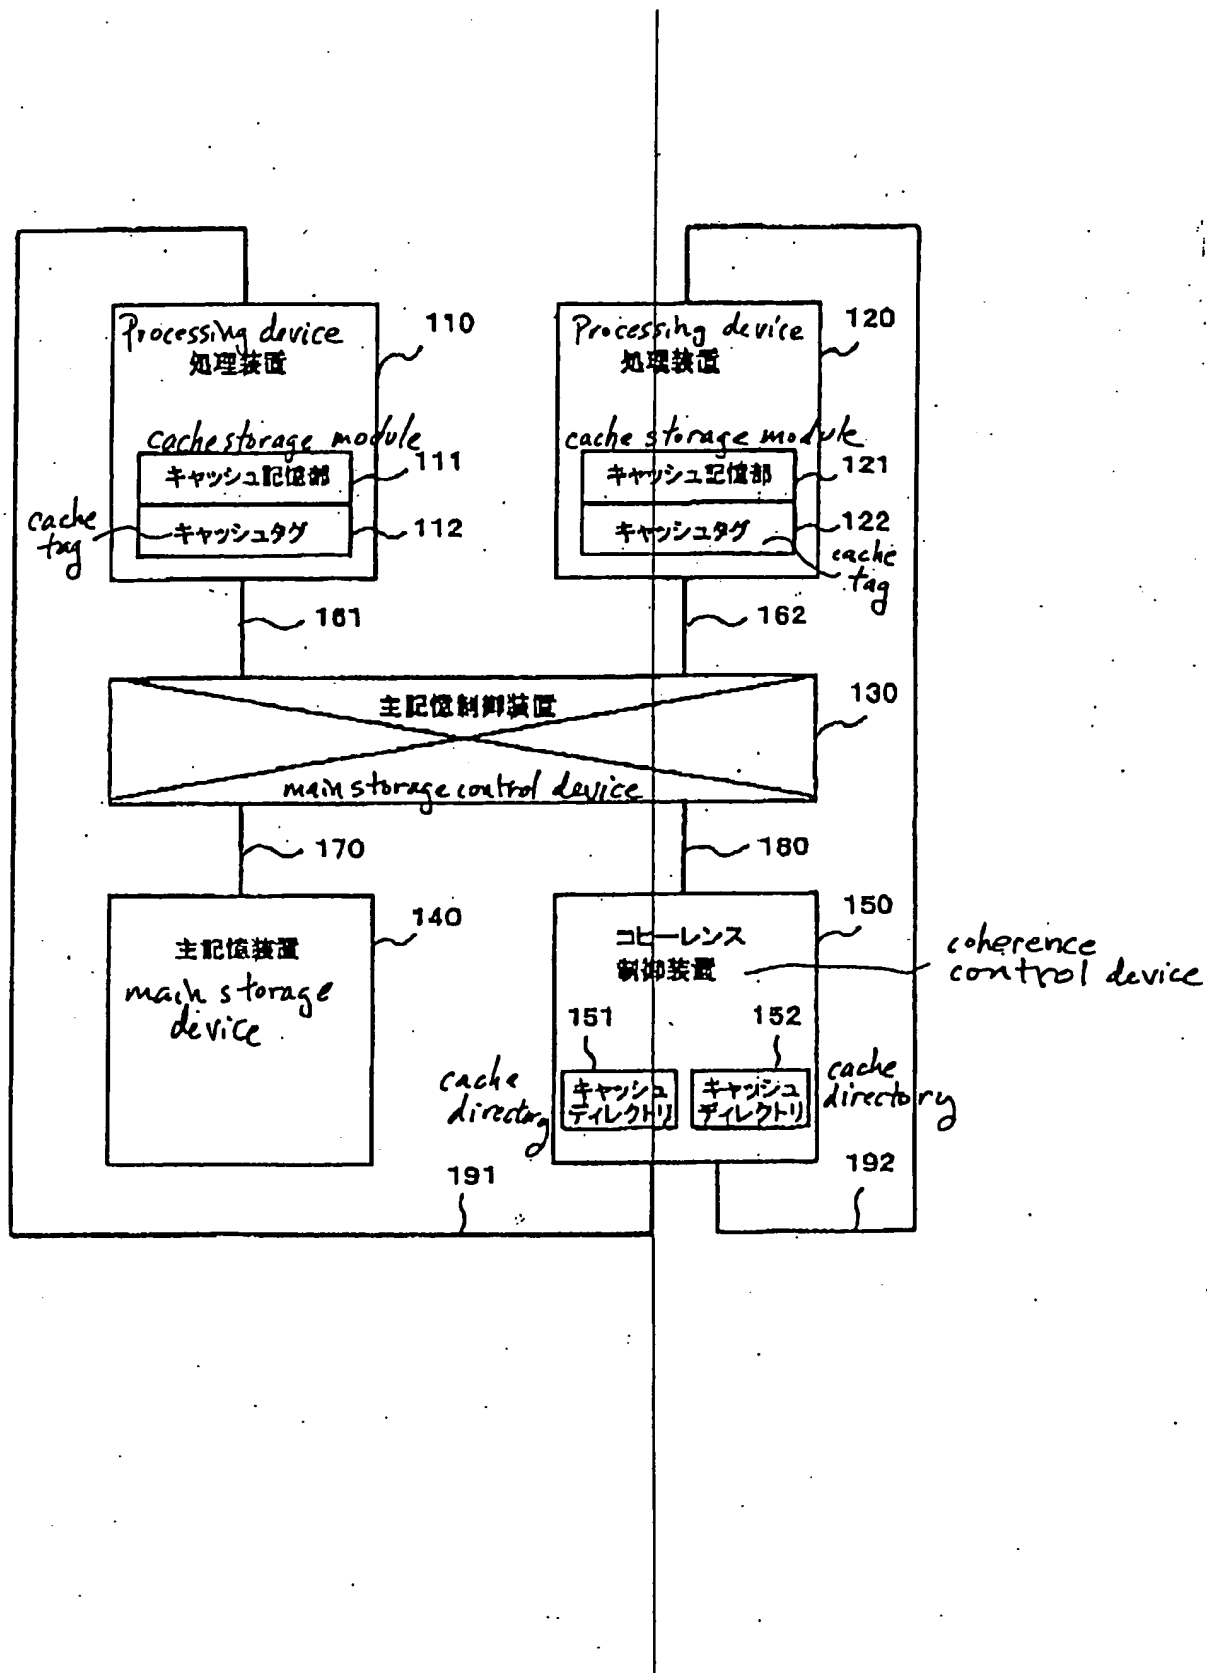 Processing device
処理装置
110
cache storage module
キャッシュ記憶部
111
キャッシュタグ
112
cache
tag
Processing device
処理装置
120
cache storage module
キャッシュ記憶部
121
キャッシュタグ
122
cache
tag
161
162
主記憶制御装置
130
main storage control device
170
180
140
主記憶装置
main storage
device
150
コヒーレンス
制御装置
coherence
control device
151
152
cache
directory
キャッシュ
ディレクトリ
キャッシュ
ディレクトリ
cache
directory
191
192